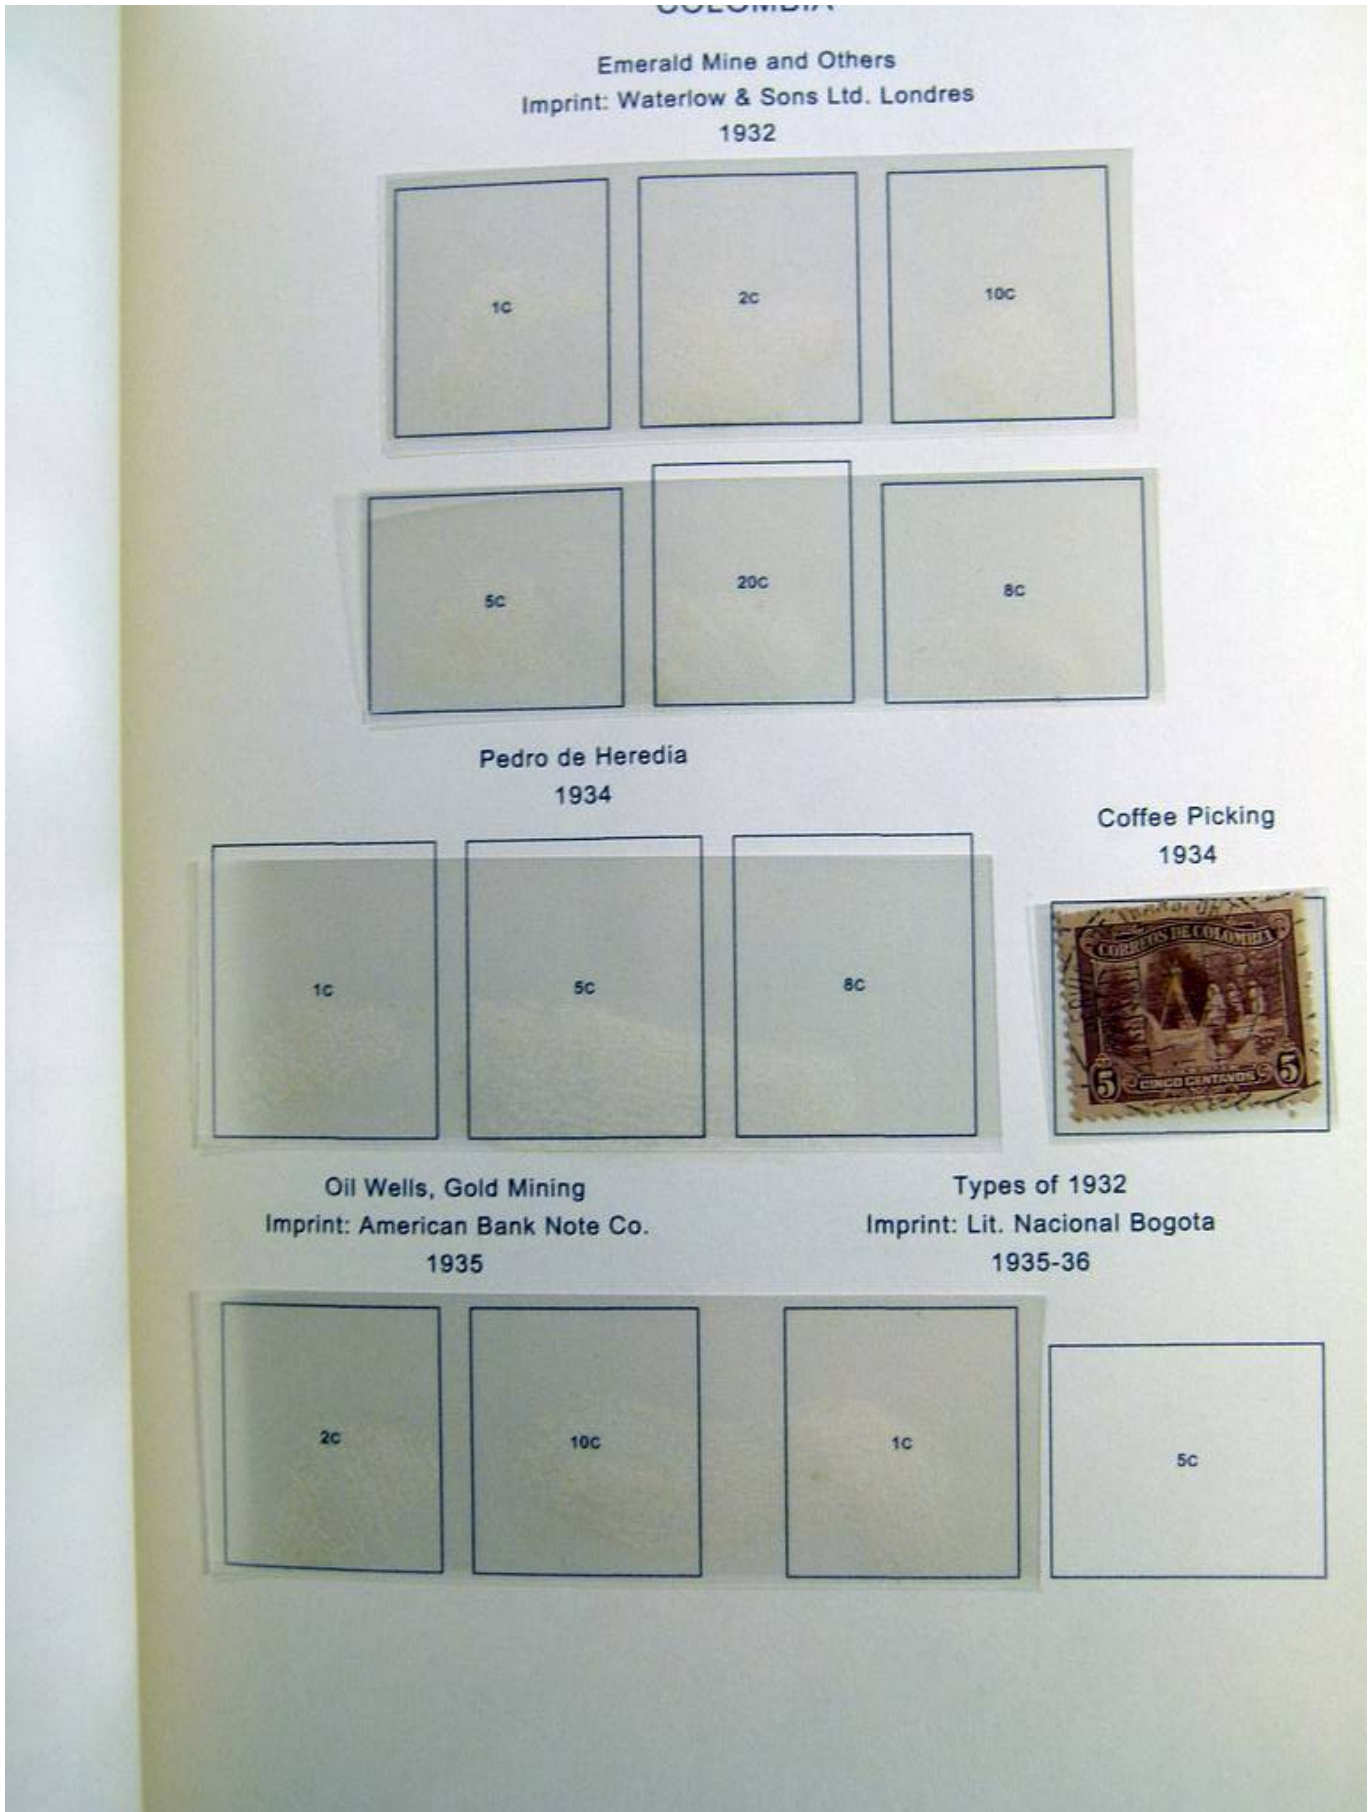 COLOMBIA
Emerald Mine and Others
Imprint: Waterlow & Sons Ltd. Londres
1932
1C
2C
10C
5C
20C
8C
Pedro de Heredia
1934
1C
5C
8C
Coffee Picking
1934
CORREOS DE COLOMBIA
5 CINCO CENTAVOS 5
Oil Wells, Gold Mining
Imprint: American Bank Note Co.
1935
2C
10C
Types of 1932
Imprint: Lit. Nacional Bogota
1935-36
1C
5C